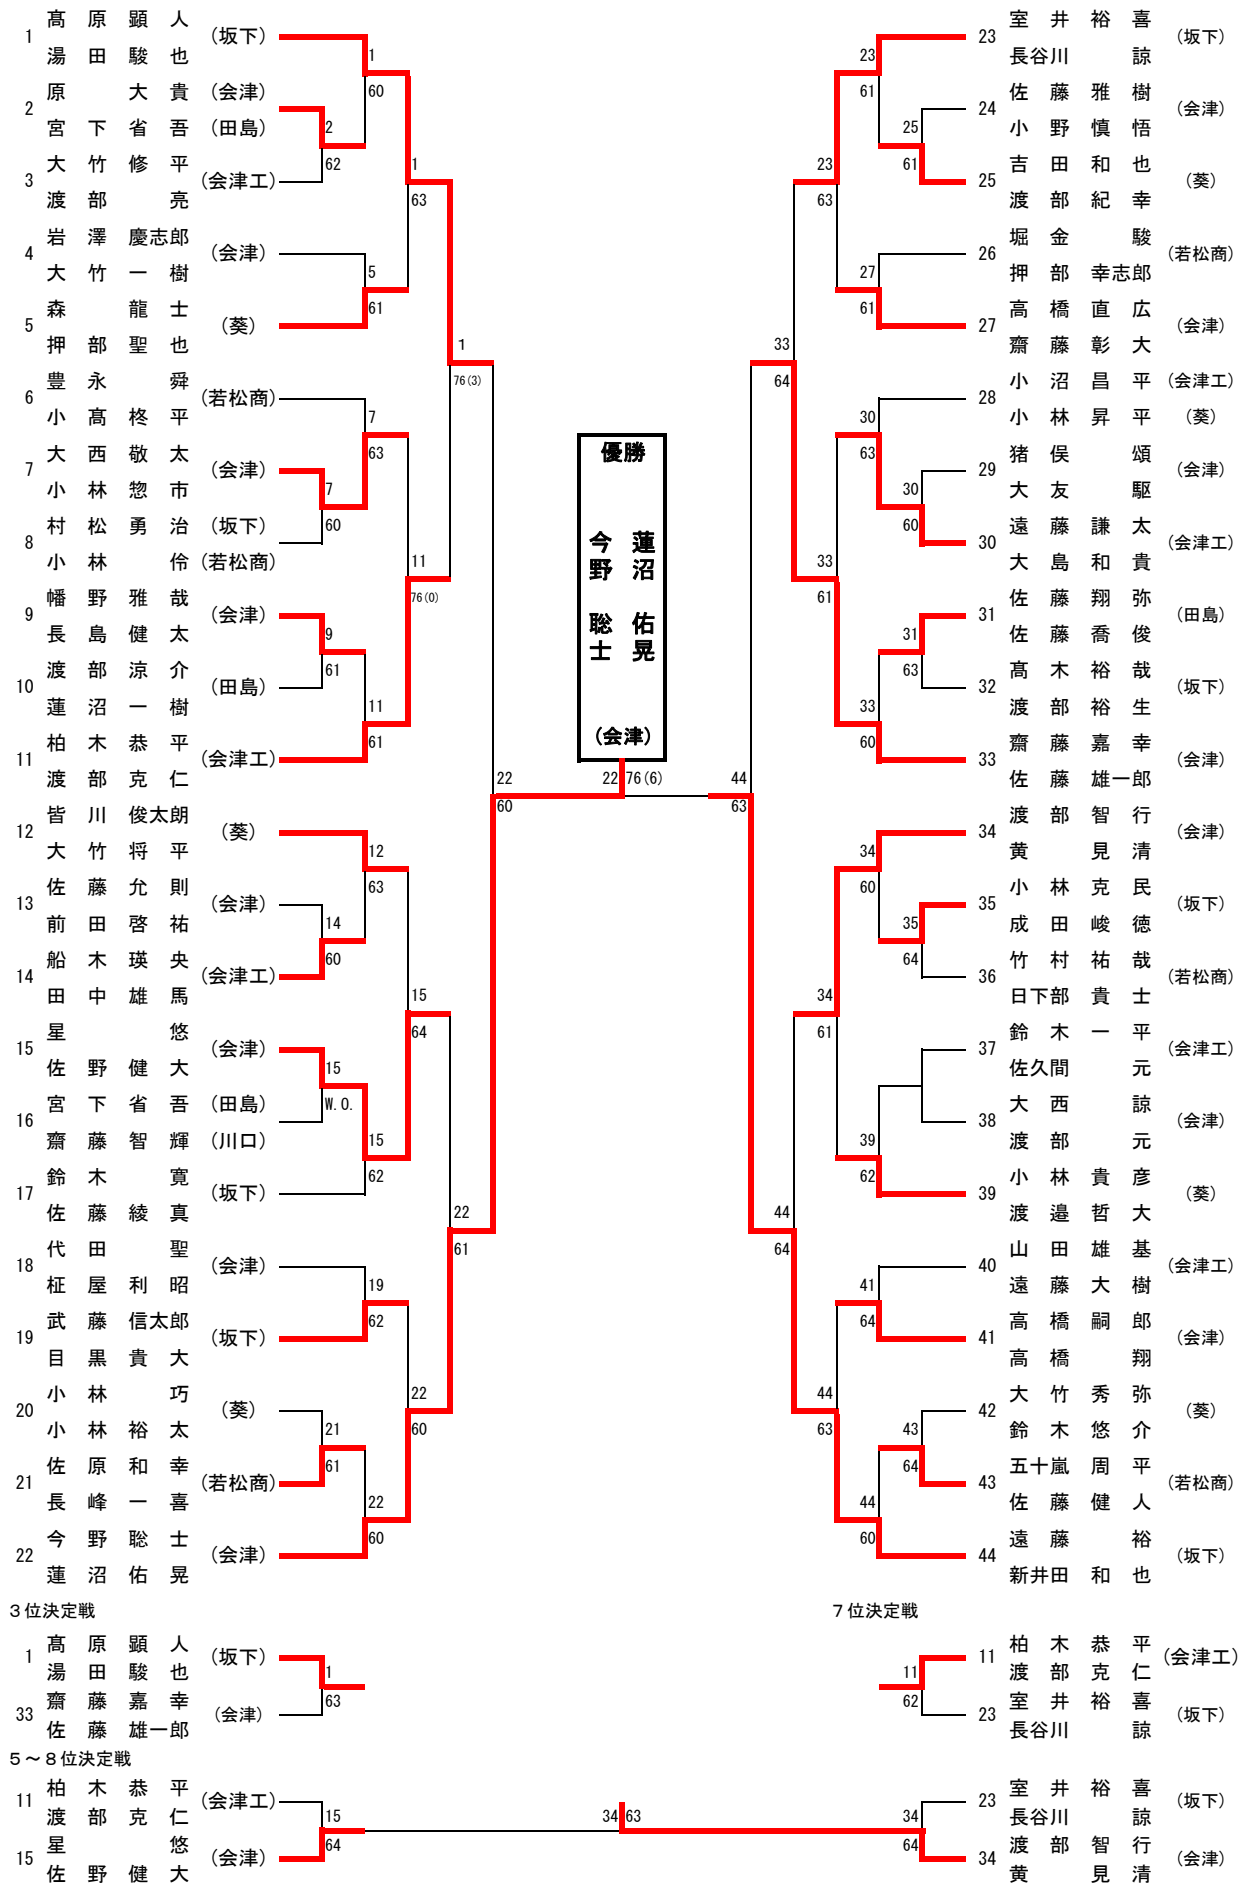 1 髙原顕人 (坂下)
湯田駿也
2 原大貴 (会津)
宮下省吾 (田島)
3 大竹修平 (会津工)
渡部亮
4 岩澤慶志郎 (会津)
大竹一樹
5 森龍士 (葵)
押部聖也
6 豊永舜 (若松商)
小髙柊平
7 大西敬太 (会津)
小林惣市
8 村松勇治 (坂下)
小林伶 (若松商)
9 幡野雅哉 (会津)
長島健太
10 渡部涼介 (田島)
蓮沼一樹
11 柏木恭平 (会津工)
渡部克仁
12 皆川俊太朗 (葵)
大竹将平
13 佐藤允則 (会津)
前田啓祐
14 船木瑛央 (会津工)
田中雄馬
15 星悠 (会津)
佐野健大
16 宮下省吾 (田島)
齋藤智輝 (川口)
17 鈴木寛 (坂下)
佐藤綾真
18 代田聖 (会津)
柾屋利昭
19 武藤信太郎 (坂下)
目黒貴大
20 小林巧 (葵)
小林裕太
21 佐原和幸 (若松商)
長峰一喜
22 今野聡士 (会津)
蓮沼佑晃
1
60
2
62
1
63
5
61
1
76(3)
7
63
7
60
11
76(0)
9
61
11
61
22
60
12
63
14
60
15
64
15
W.O.
15
62
22
61
19
62
22
60
21
61
22
60
優勝
蓮沼 佑晃
今野 聡士
(会津)
22 76(6)
23
61
25
61
23
63
27
61
33
64
30
63
30
60
33
61
31
63
33
60
44
63
34
60
35
64
34
61
39
62
44
64
41
64
44
63
43
64
44
60
23 室井裕喜 (坂下)
長谷川諒
24 佐藤雅樹 (会津)
小野慎悟
25 吉田和也 (葵)
渡部紀幸
26 堀金駿 (若松商)
押部幸志郎
27 高橋直広 (会津)
齋藤彰大
28 小沼昌平 (会津工)
小林昇平 (葵)
29 猪俣頌 (会津)
大友駆
30 遠藤謙太 (会津工)
大島和貴
31 佐藤翔弥 (田島)
佐藤喬俊
32 髙木裕哉 (坂下)
渡部裕生
33 齋藤嘉幸 (会津)
佐藤雄一郎
34 渡部智行 (会津)
黄見清
35 小林克民 (坂下)
成田峻徳
36 竹村祐哉 (若松商)
日下部貴士
37 鈴木一平 (会津工)
佐久間元
38 大西諒 (会津)
渡部元
39 小林貴彦 (葵)
渡邉哲大
40 山田雄基 (会津工)
遠藤大樹
41 高橋嗣郎 (会津)
高橋翔
42 大竹秀弥 (葵)
鈴木悠介
43 五十嵐周平 (若松商)
佐藤健人
44 遠藤裕 (坂下)
新井田和也
３位決定戦
1 髙原顕人 (坂下)
湯田駿也
33 齋藤嘉幸 (会津)
佐藤雄一郎
1
63
７位決定戦
11 柏木恭平 (会津工)
渡部克仁
23 室井裕喜 (坂下)
長谷川諒
11
62
５～８位決定戦
11 柏木恭平 (会津工)
渡部克仁
15 星悠 (会津)
佐野健大
15
64
34 63
34
64
23 室井裕喜 (坂下)
長谷川諒
34 渡部智行 (会津)
黄見清